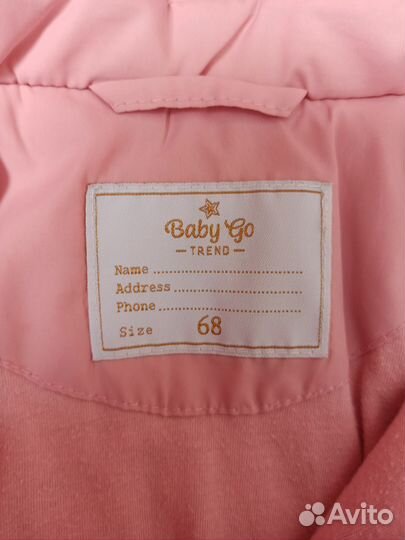 Baby Go
TREND
Name
Address
Phone
Size 68
Avito